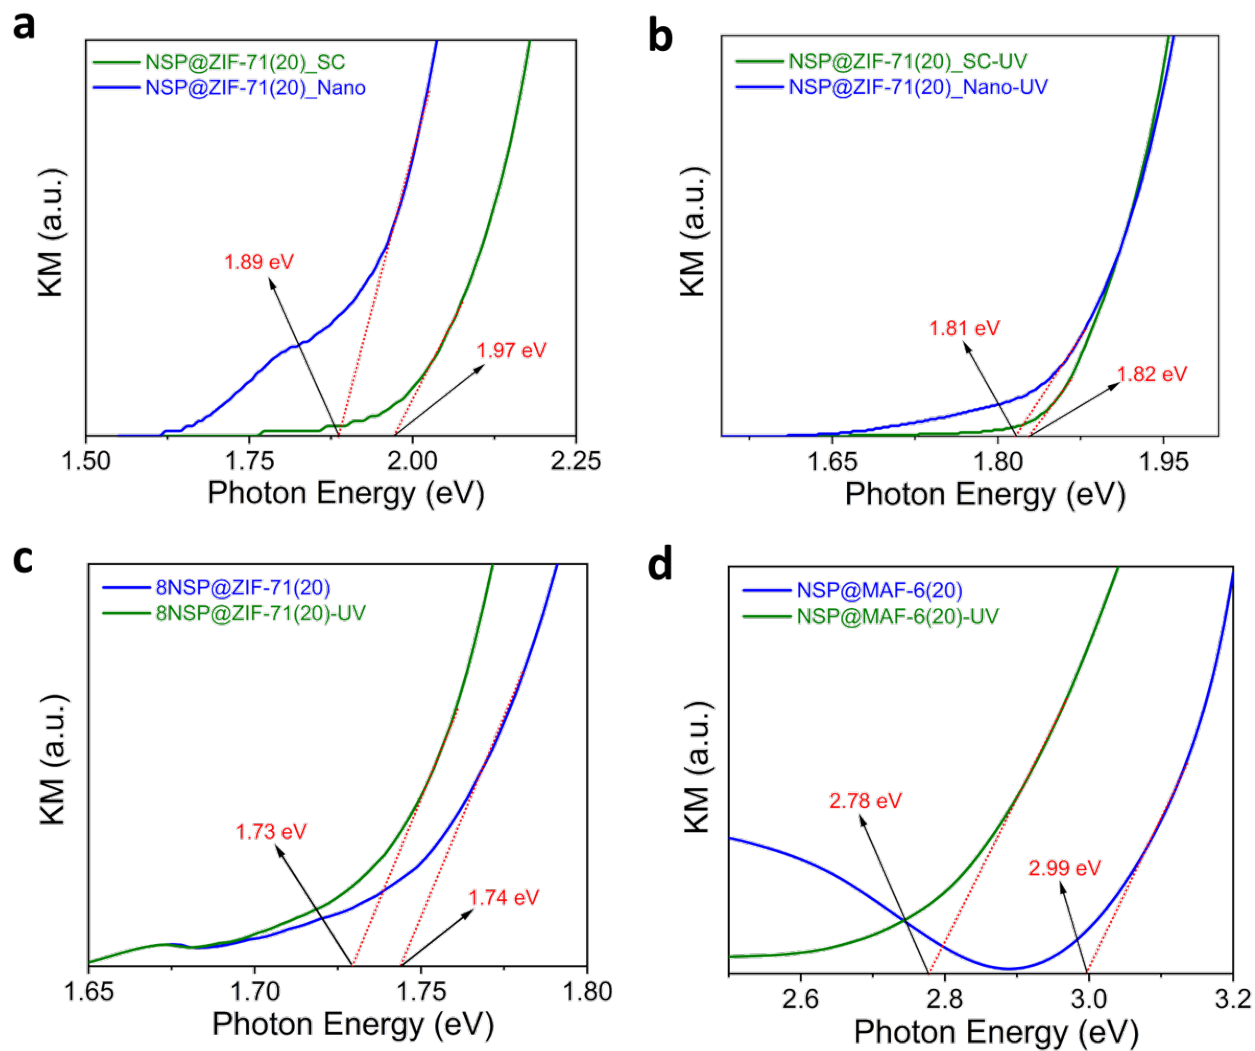 a
NSP@ZIF-71(20)_SC
NSP@ZIF-71(20)_Nano
KM (a.u.)
1.89 eV
1.97 eV
1.50
1.75
2.00
2.25
Photon Energy (eV)
b
NSP@ZIF-71(20)_SC-UV
NSP@ZIF-71(20)_Nano-UV
KM (a.u.)
1.81 eV
1.82 eV
1.65
1.80
1.95
Photon Energy (eV)
c
8NSP@ZIF-71(20)
8NSP@ZIF-71(20)-UV
KM (a.u.)
1.73 eV
1.74 eV
1.65
1.70
1.75
1.80
Photon Energy (eV)
d
NSP@MAF-6(20)
NSP@MAF-6(20)-UV
KM (a.u.)
2.78 eV
2.99 eV
2.6
2.8
3.0
3.2
Photon Energy (eV)